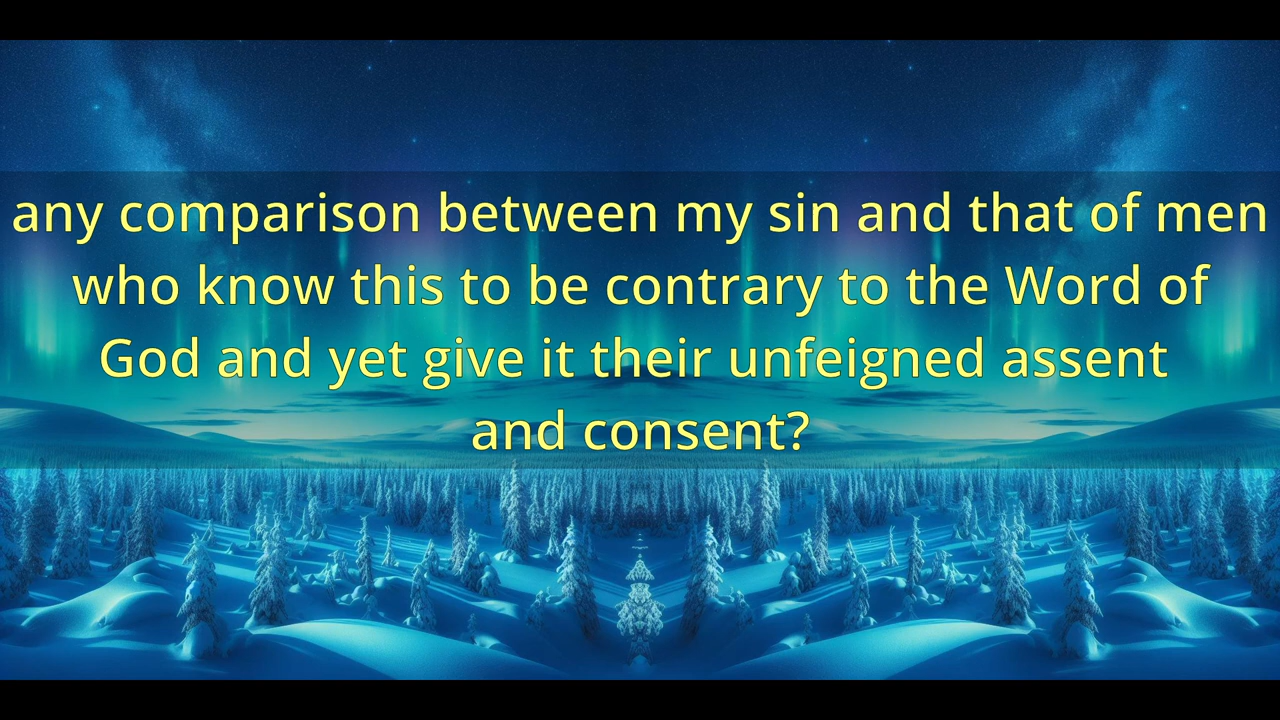 any comparison between my sin and that of men
who know this to be contrary to the Word of
God and yet give it their unfeigned assent
and consent?